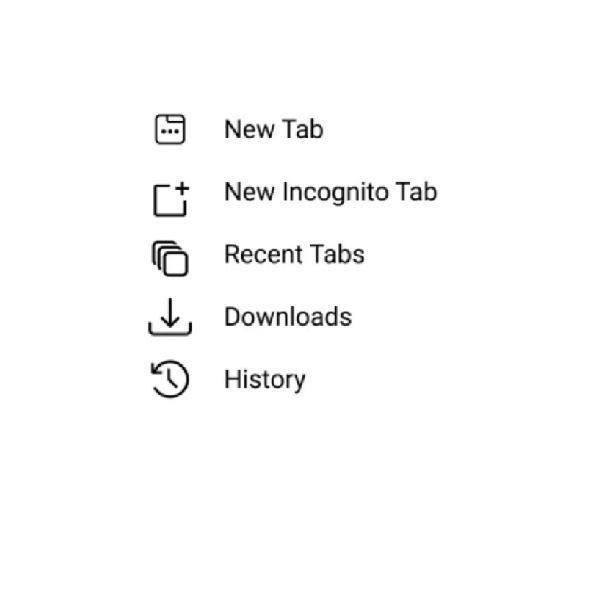 New Tab
New Incognito Tab
Recent Tabs
Downloads
History